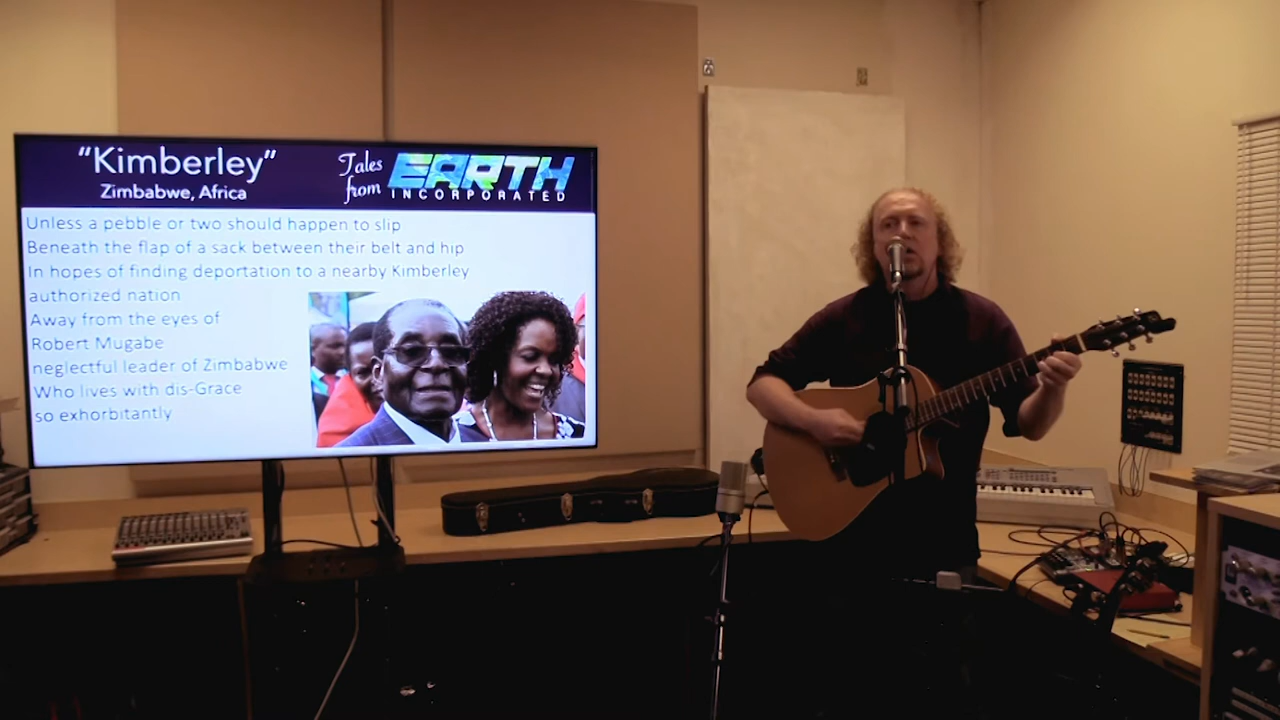 "Kimberley"
Zimbabwe, Africa
Tales
from
EARTH
INCORPORATED
Unless a pebble or two should happen to slip
Beneath the flap of a sack between their belt and hip
In hopes of finding deportation to a nearby Kimberley
authorized nation
Away from the eyes of
Robert Mugabe
neglectful leader of Zimbabwe
Who lives with dis-Grace
so exhorbitantly